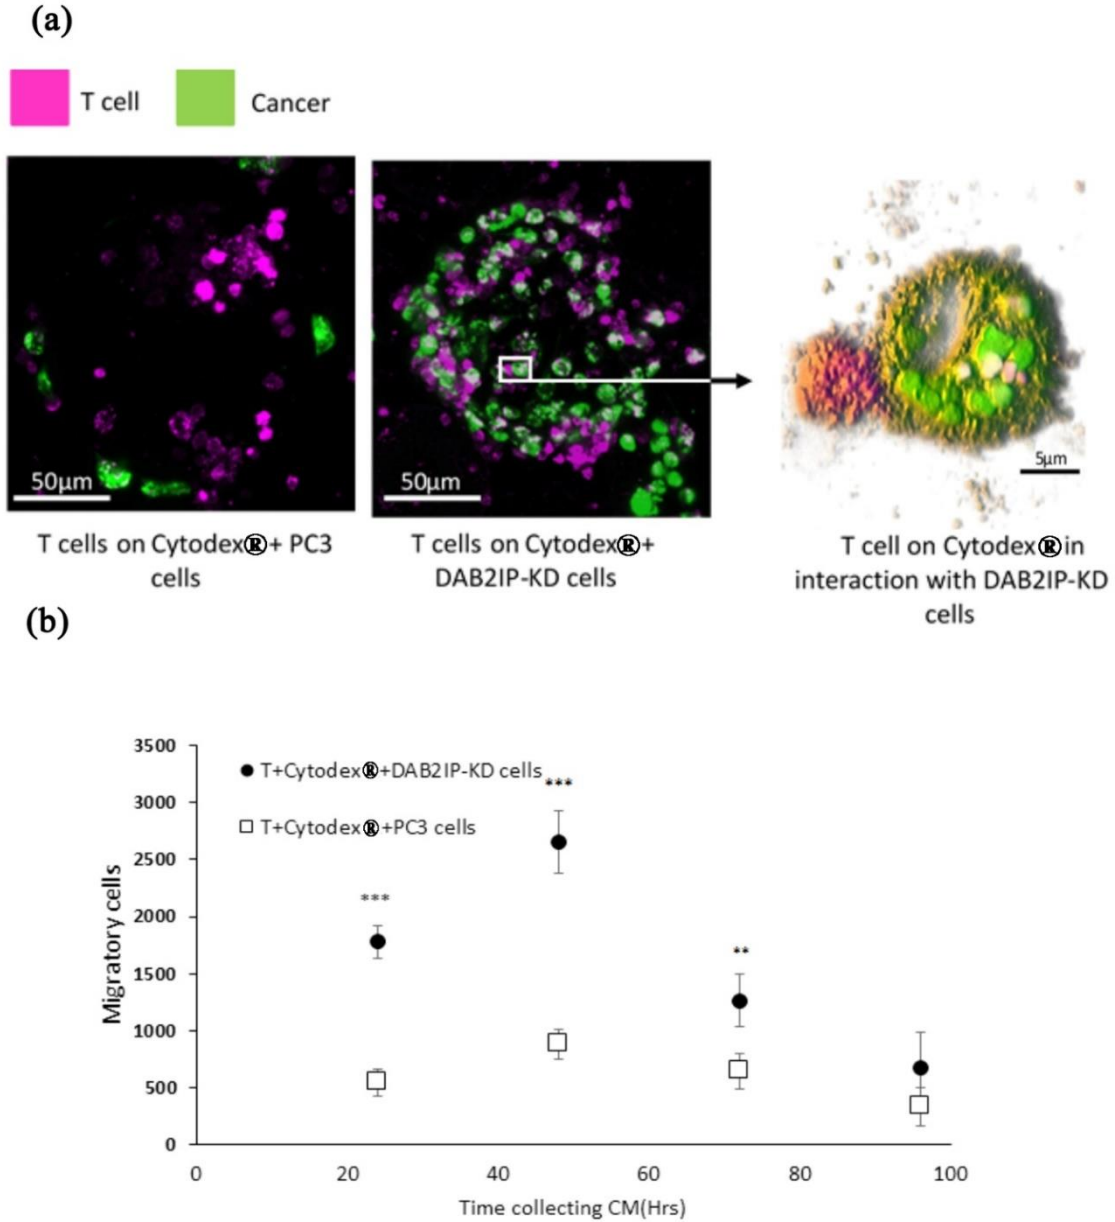 (a)
T cell
Cancer
50µm
50µm
5µm
T cells on Cytodex®+ PC3
cells
T cells on Cytodex®+
DAB2IP-KD cells
T cell on Cytodex®in
interaction with DAB2IP-KD
cells
(b)
3500
3000
2500
2000
1500
1000
500
0
Migratory cells
T+Cytodex®+DAB2IP-KD cells
T+Cytodex®+PC3 cells
***
***
**
0 20 40 60 80 100
Time collecting CM(Hrs)